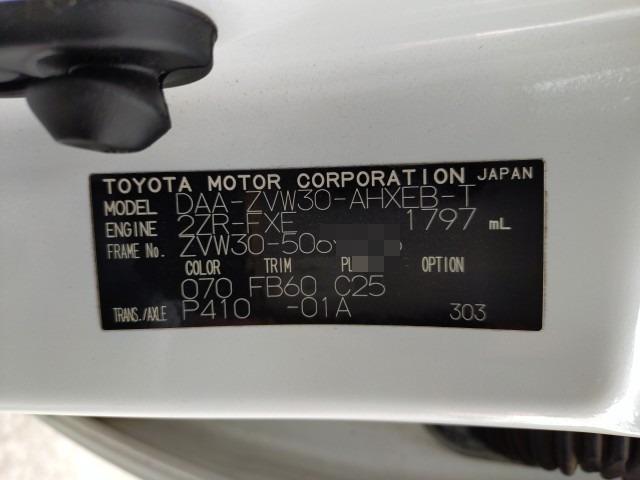 TOYOTA MOTOR CORPORATION JAPAN
MODEL DAA-ZVW30-AHXEB-T
ENGINE 2ZR-FXE 1797 mL
FRAME No. ZVW30-506
COLOR TRIM OPTION
070 FB60 C25
TRANS./AXLE P410 -01A 303